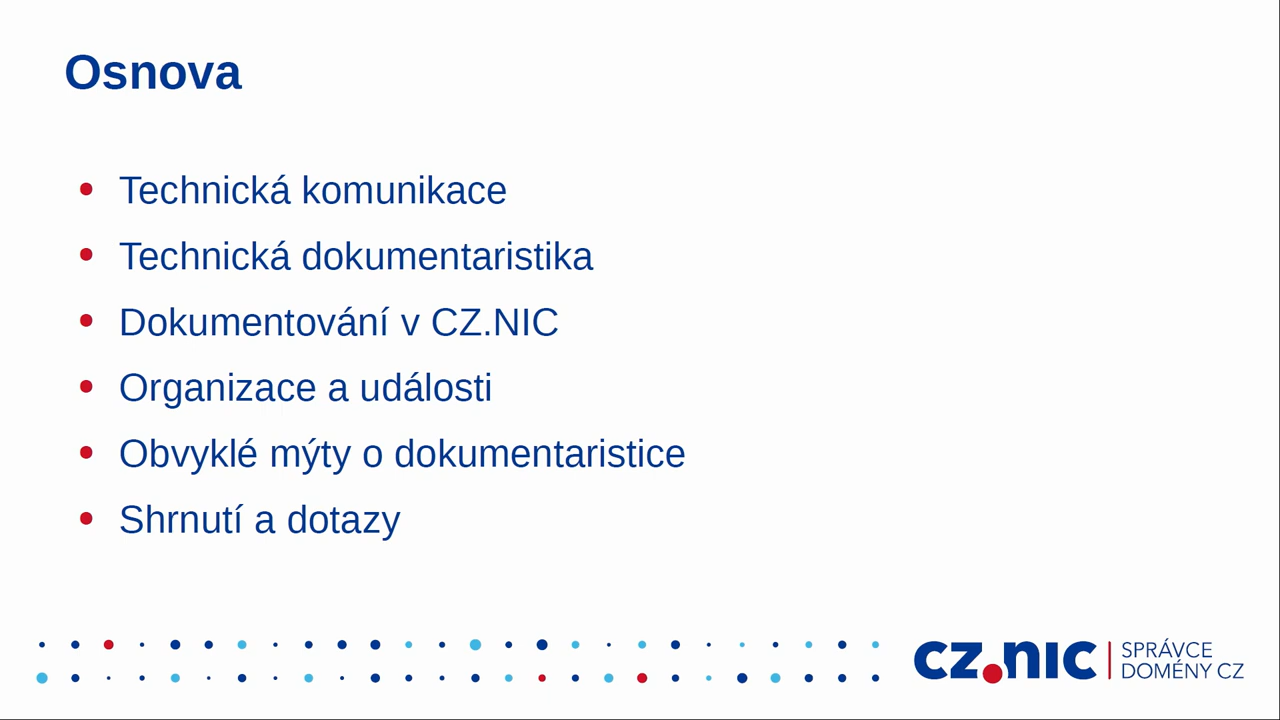 Osnova
Technická komunikace
Technická dokumentaristika
Dokumentování v CZ.NIC
Organizace a události
Obvyklé mýty o dokumentaristice
Shrnutí a dotazy
CZ.NIC
SPRÁVCE
DOMÉNY CZ